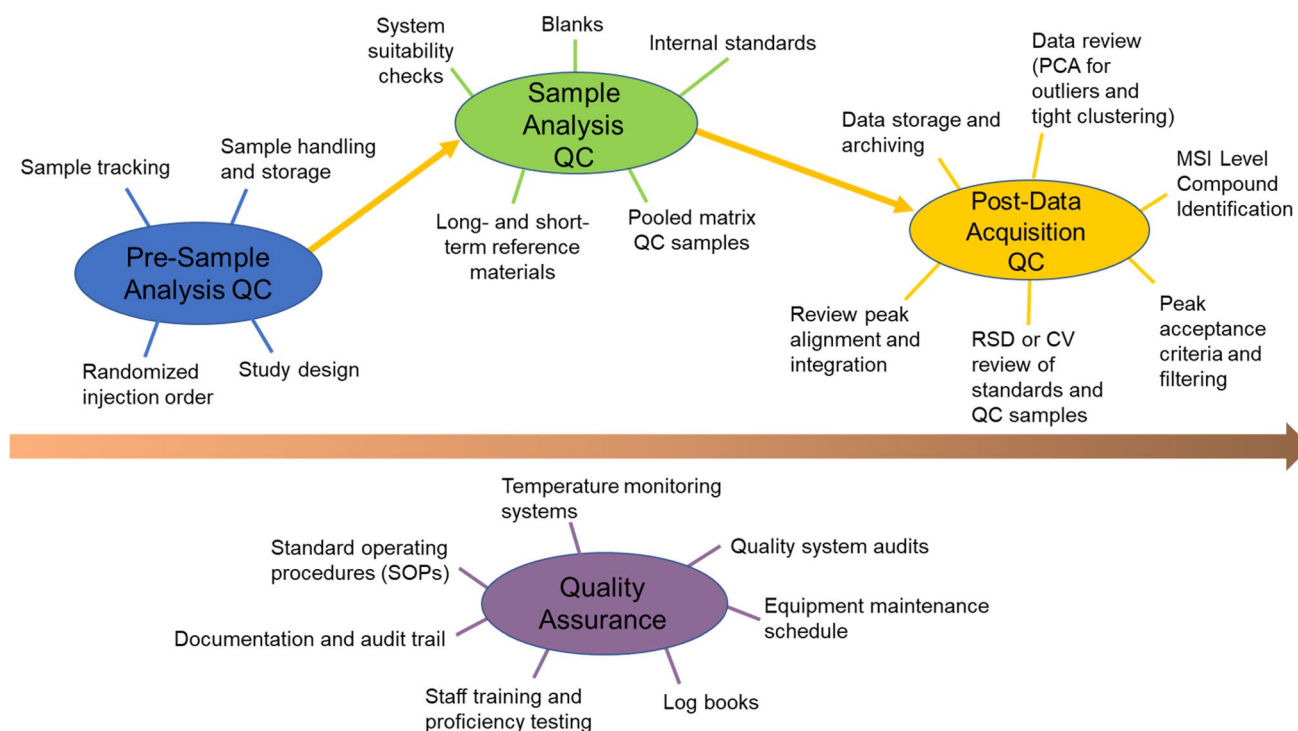 Sample tracking
Sample handling
and storage
Pre-Sample
Analysis QC
Randomized
injection order
Study design
System
suitability
checks
Blanks
Internal standards
Sample
Analysis
QC
Long- and short-
term reference
materials
Pooled matrix
QC samples
Data storage and
archiving
Data review
(PCA for
outliers and
tight clustering)
MSI Level
Compound
Identification
Post-Data
Acquisition
QC
Review peak
alignment and
integration
RSD or CV
review of
standards and
QC samples
Peak
acceptance
criteria and
filtering
Temperature monitoring
systems
Standard operating
procedures (SOPs)
Quality system audits
Quality
Assurance
Documentation and audit trail
Equipment maintenance
schedule
Staff training and
proficiency testing
Log books